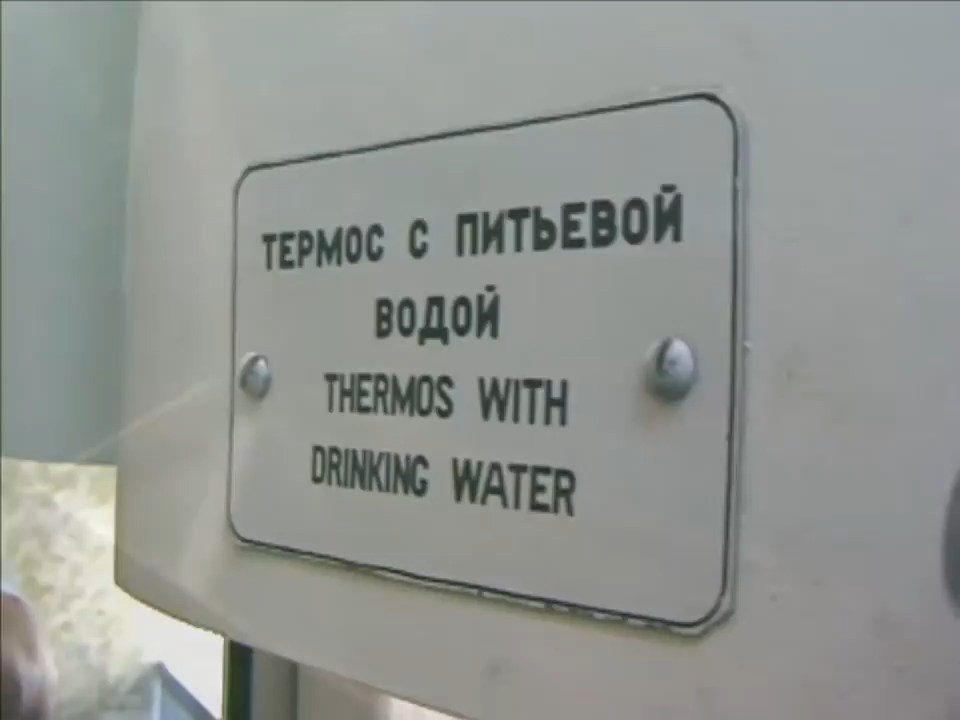 ТЕРМОС С ПИТЬЕВОЙ
ВОДОЙ
THERMOS WITH
DRINKING WATER